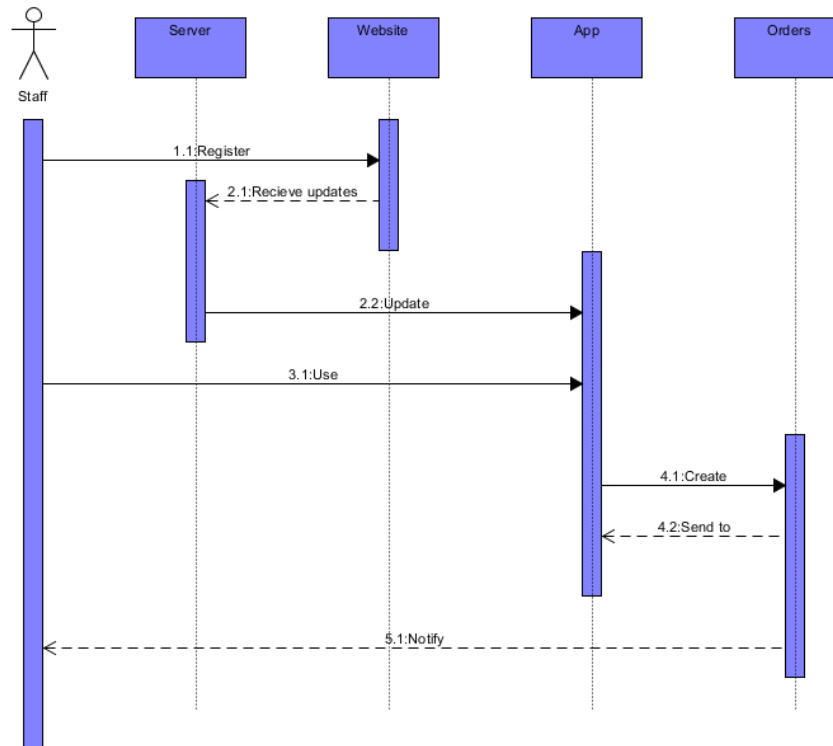 Server
Website
App
Orders
Staff
1.1:Register
2.1:Recieve updates
2.2:Update
3.1:Use
4.1:Create
4.2:Send to
5.1:Notify